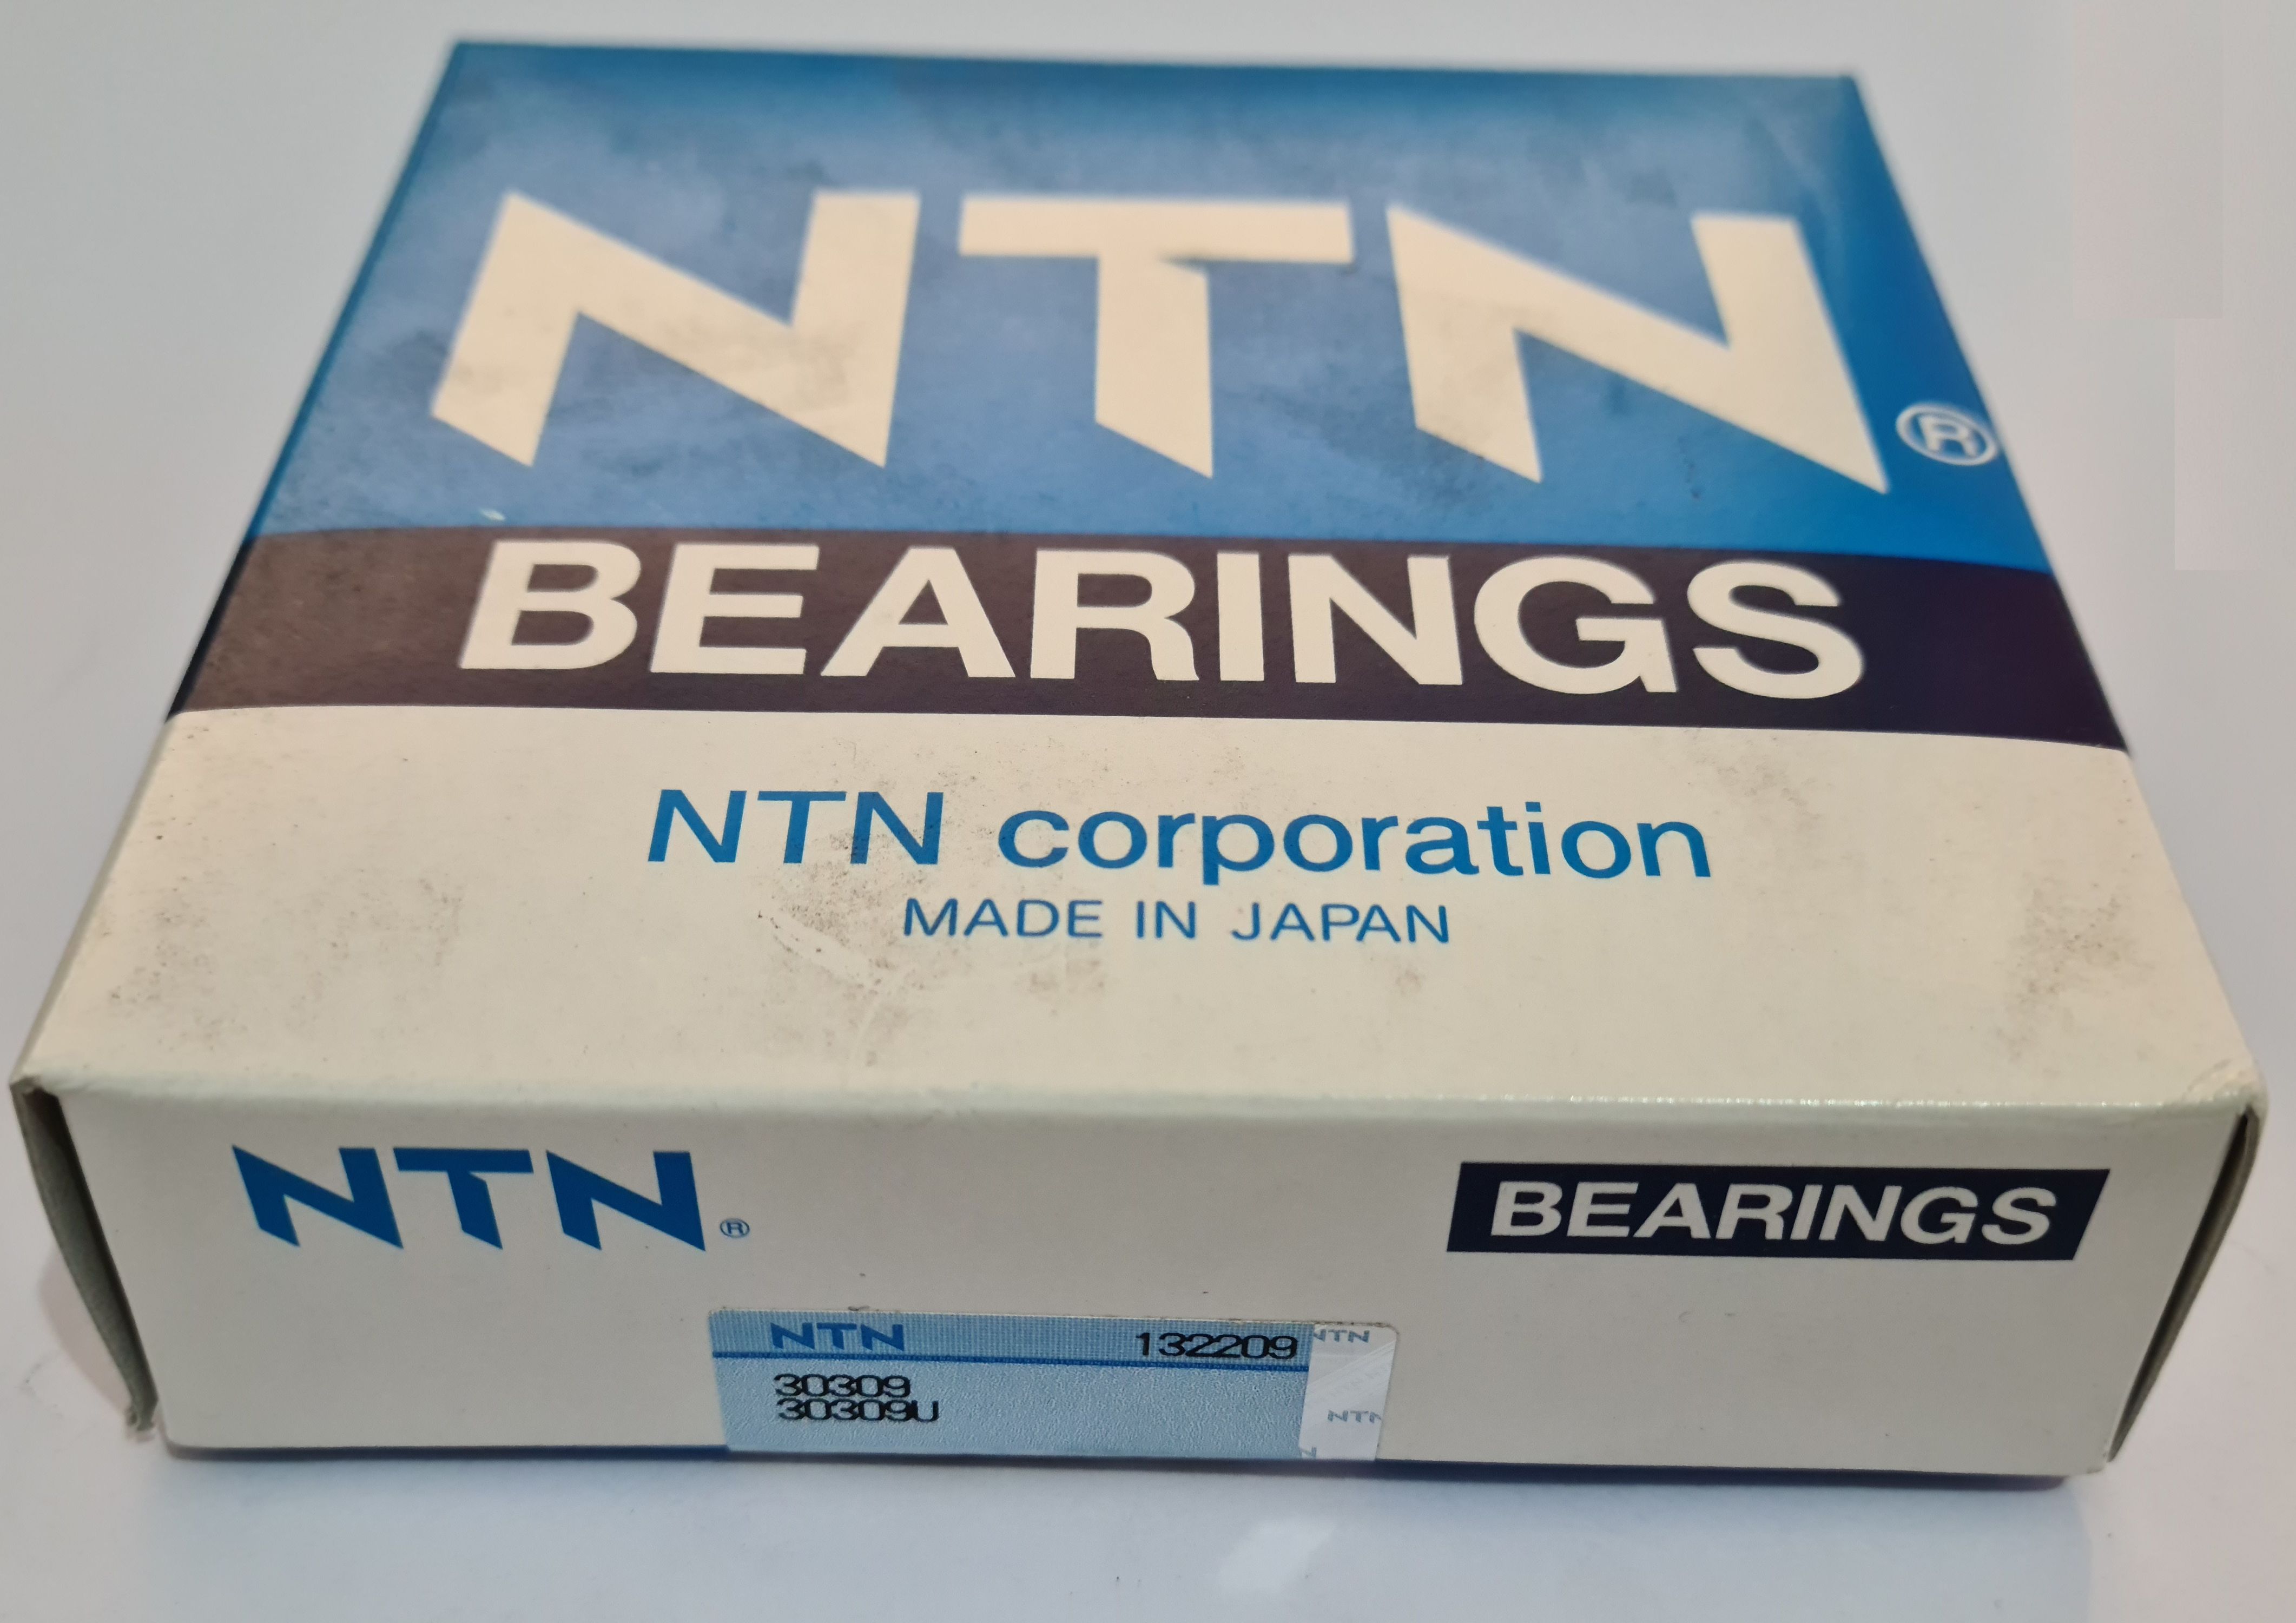 NTN®
BEARINGS
NTN corporation
MADE IN JAPAN
NTN® BEARINGS
NTN 132209 NTN
30309
30309U
NTN